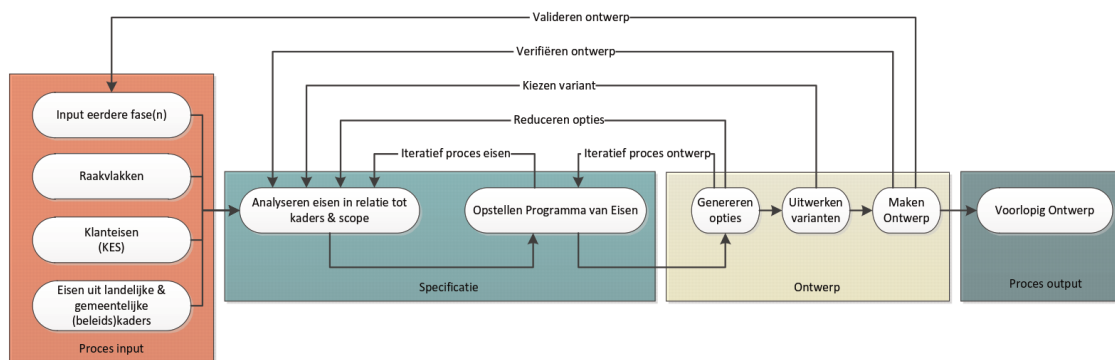 Valideren ontwerp
Verifiëren ontwerp
Kiezen variant
Reduceren opties
Iteratief proces eisen
Iteratief proces ontwerp
Input eerdere fase(n)
Raakvlakken
Klanteisen
(KES)
Eisen uit landelijke &
gemeentelijke
(beleids)kaders
Proces input
Analyseren eisen in relatie tot
kaders & scope
Opstellen Programma van Eisen
Specificatie
Genereren
opties
Uitwerken
varianten
Maken
Ontwerp
Ontwerp
Voorlopig Ontwerp
Proces output